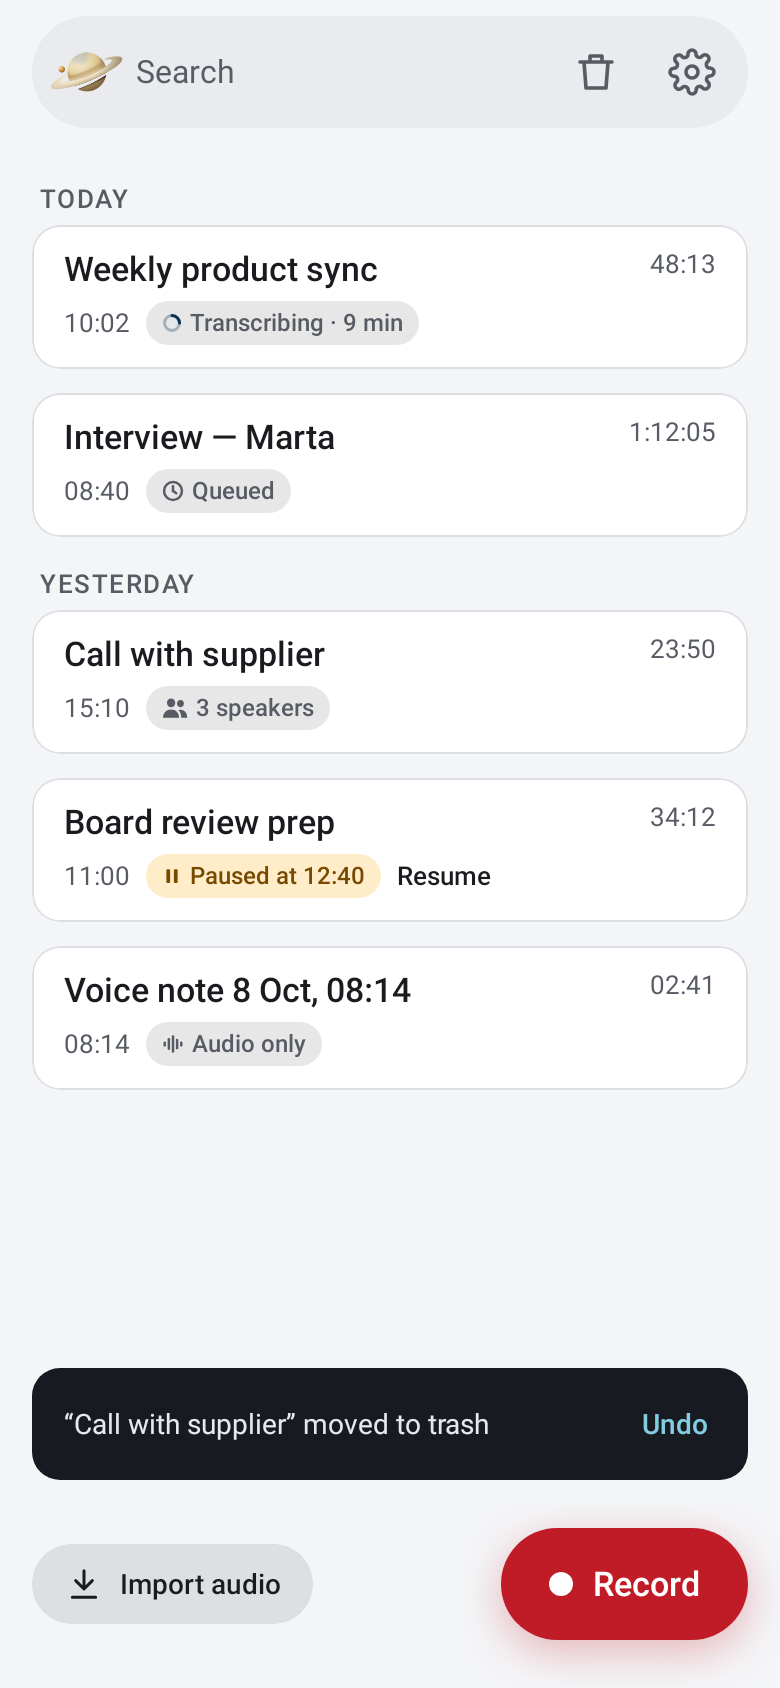 Search
TODAY
Weekly product sync
48:13
10:02 Transcribing · 9 min
Interview — Marta
1:12:05
08:40 Queued
YESTERDAY
Call with supplier
23:50
15:10 3 speakers
Board review prep
34:12
11:00 Paused at 12:40 Resume
Voice note 8 Oct, 08:14
02:41
08:14 Audio only
“Call with supplier” moved to trash Undo
Import audio
Record